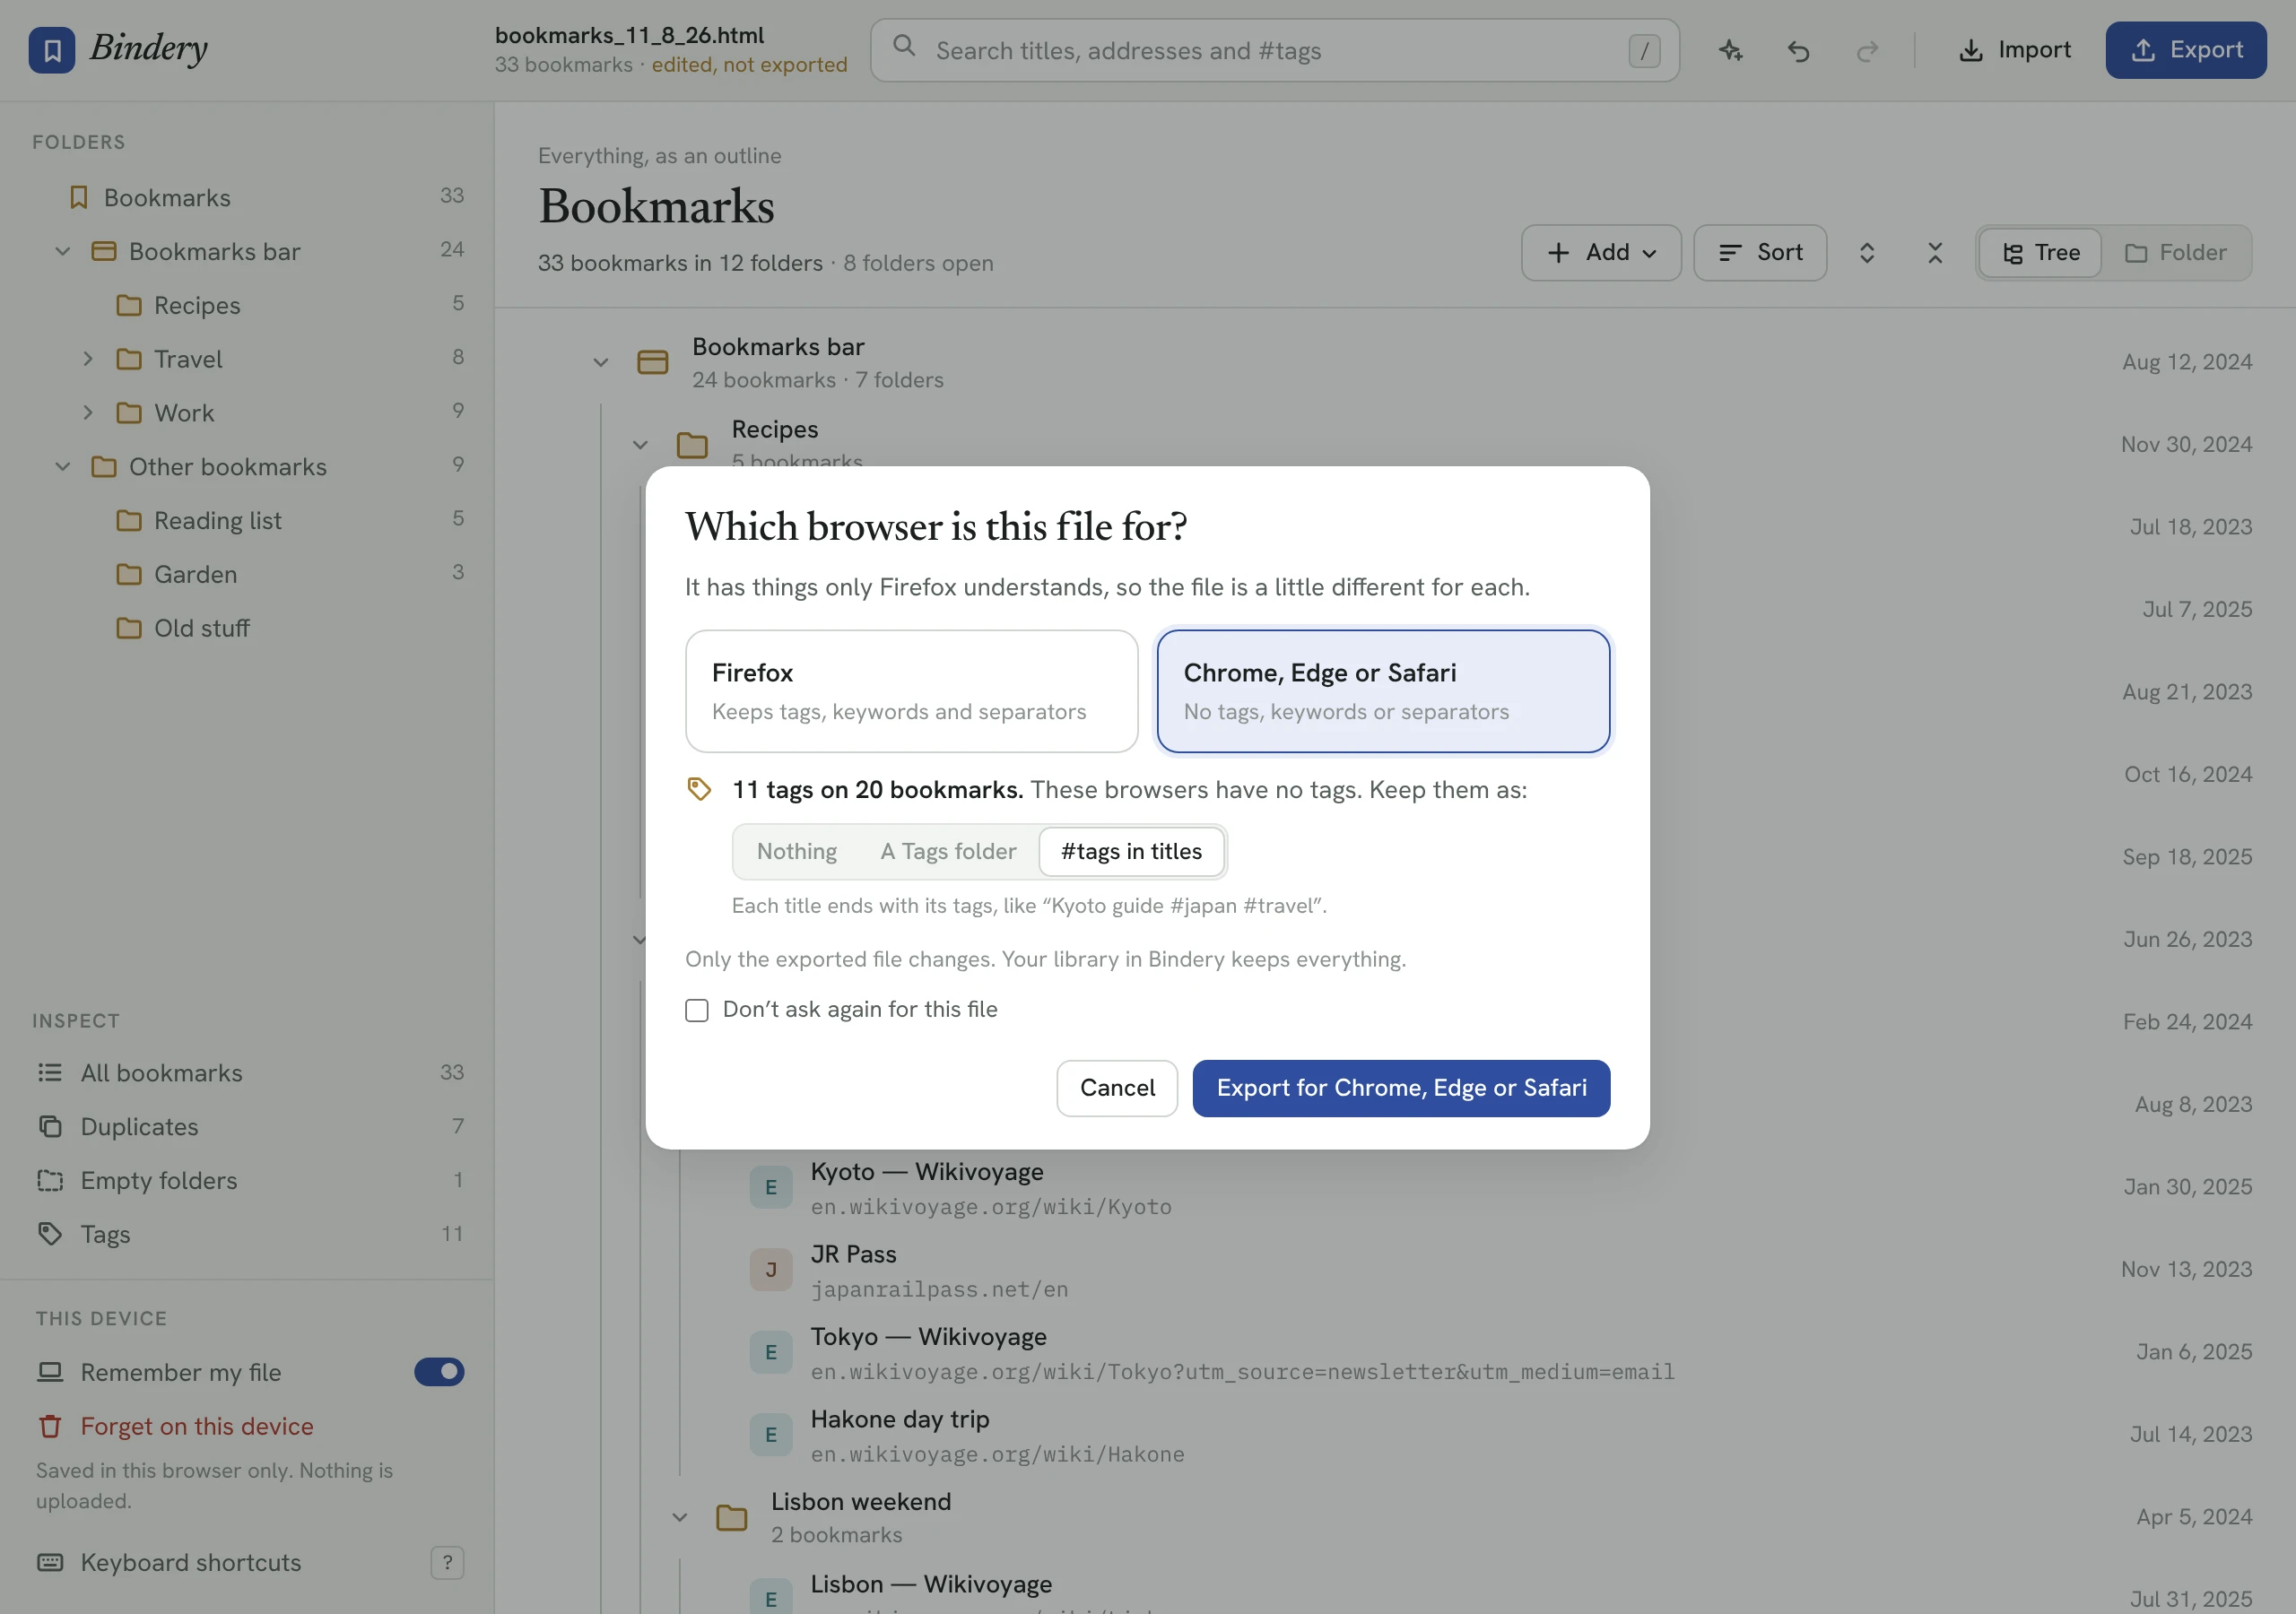 Bindery
bookmarks_11_8_26.html
33 bookmarks · edited, not exported
Search titles, addresses and #tags
/
Import
Export
FOLDERS
Bookmarks 33
Bookmarks bar 24
Recipes 5
Travel 8
Work 9
Other bookmarks 9
Reading list 5
Garden 3
Old stuff
INSPECT
All bookmarks 33
Duplicates 7
Empty folders 1
Tags 11
THIS DEVICE
Remember my file
Forget on this device
Saved in this browser only. Nothing is
uploaded.
Keyboard shortcuts ?
Everything, as an outline
Bookmarks
33 bookmarks in 12 folders · 8 folders open
Add
Sort
Tree
Folder
Bookmarks bar
24 bookmarks · 7 folders
Aug 12, 2024
Recipes
5 bookmarks
Nov 30, 2024
Jul 18, 2023
Jul 7, 2025
Aug 21, 2023
Oct 16, 2024
Sep 18, 2025
Jun 26, 2023
Feb 24, 2024
Aug 8, 2023
Which browser is this file for?
It has things only Firefox understands, so the file is a little different for each.
Firefox
Keeps tags, keywords and separators
Chrome, Edge or Safari
No tags, keywords or separators
11 tags on 20 bookmarks. These browsers have no tags. Keep them as:
Nothing
A Tags folder
#tags in titles
Each title ends with its tags, like “Kyoto guide #japan #travel”.
Only the exported file changes. Your library in Bindery keeps everything.
Don’t ask again for this file
Cancel
Export for Chrome, Edge or Safari
E
Kyoto — Wikivoyage
en.wikivoyage.org/wiki/Kyoto
Jan 30, 2025
J
JR Pass
japanrailpass.net/en
Nov 13, 2023
E
Tokyo — Wikivoyage
en.wikivoyage.org/wiki/Tokyo?utm_source=newsletter&utm_medium=email
Jan 6, 2025
E
Hakone day trip
en.wikivoyage.org/wiki/Hakone
Jul 14, 2023
Lisbon weekend
2 bookmarks
Apr 5, 2024
E
Lisbon — Wikivoyage
Jul 31, 2025